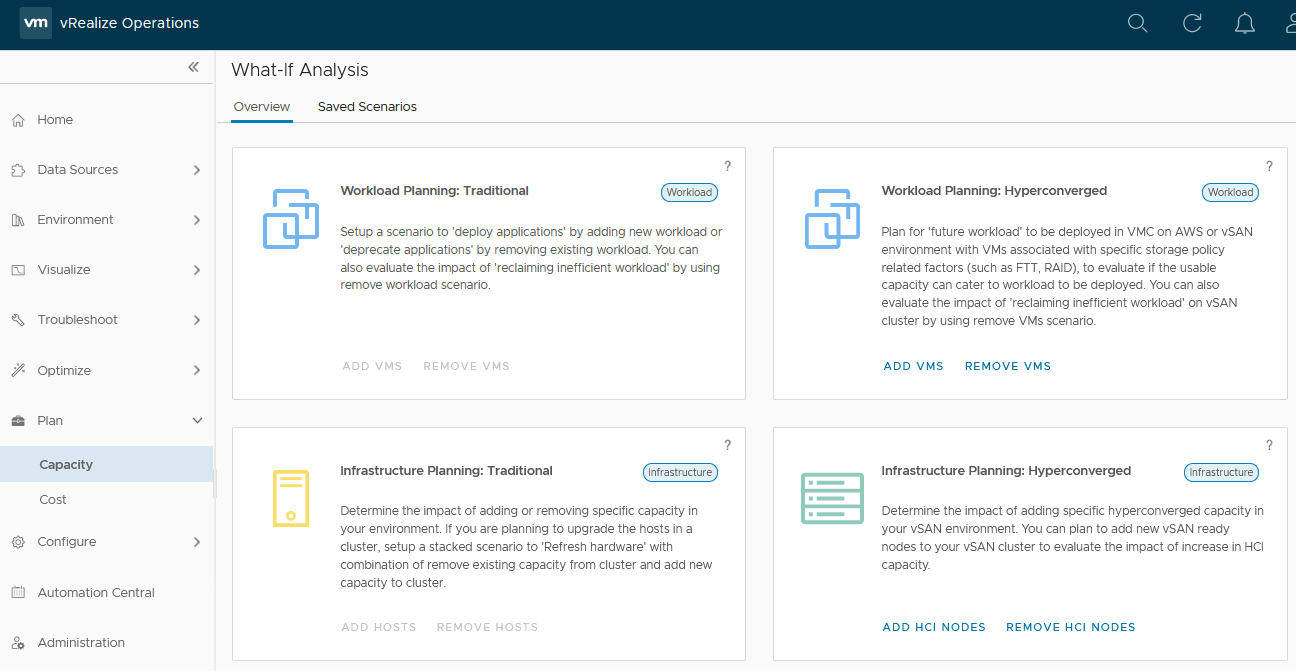 vm vRealize Operations
What-If Analysis
Overview Saved Scenarios
Home
Data Sources
Environment
Visualize
Troubleshoot
Optimize
Plan
Capacity
Cost
Configure
Automation Central
Administration
?
Workload Planning: Traditional Workload
Setup a scenario to 'deploy applications' by adding new workload or
'deprecate applications' by removing existing workload. You can
also evaluate the impact of 'reclaiming inefficient workload' by using
remove workload scenario.
ADD VMS REMOVE VMS
?
Workload Planning: Hyperconverged Workload
Plan for 'future workload' to be deployed in VMC on AWS or vSAN
environment with VMs associated with specific storage policy
related factors (such as FTT, RAID), to evaluate if the usable
capacity can cater to workload to be deployed. You can also
evaluate the impact of 'reclaiming inefficient workload' on vSAN
cluster by using remove VMs scenario.
ADD VMS REMOVE VMS
?
Infrastructure Planning: Traditional Infrastructure
Determine the impact of adding or removing specific capacity in
your environment. If you are planning to upgrade the hosts in a
cluster, setup a stacked scenario to 'Refresh hardware' with
combination of remove existing capacity from cluster and add new
capacity to cluster.
ADD HOSTS REMOVE HOSTS
?
Infrastructure Planning: Hyperconverged Infrastructure
Determine the impact of adding specific hyperconverged capacity in
your vSAN environment. You can plan to add new vSAN ready
nodes to your vSAN cluster to evaluate the impact of increase in HCI
capacity.
ADD HCI NODES REMOVE HCI NODES